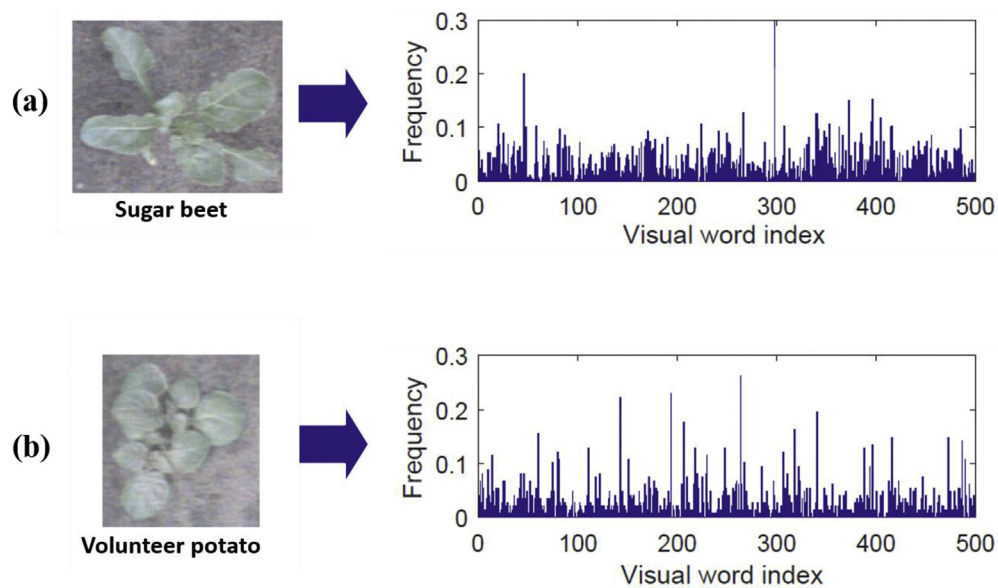 (a)
Sugar beet
Frequency
0.3
0.2
0.1
0
0 100 200 300 400 500
Visual word index
(b)
Volunteer potato
Frequency
0.3
0.2
0.1
0
0 100 200 300 400 500
Visual word index